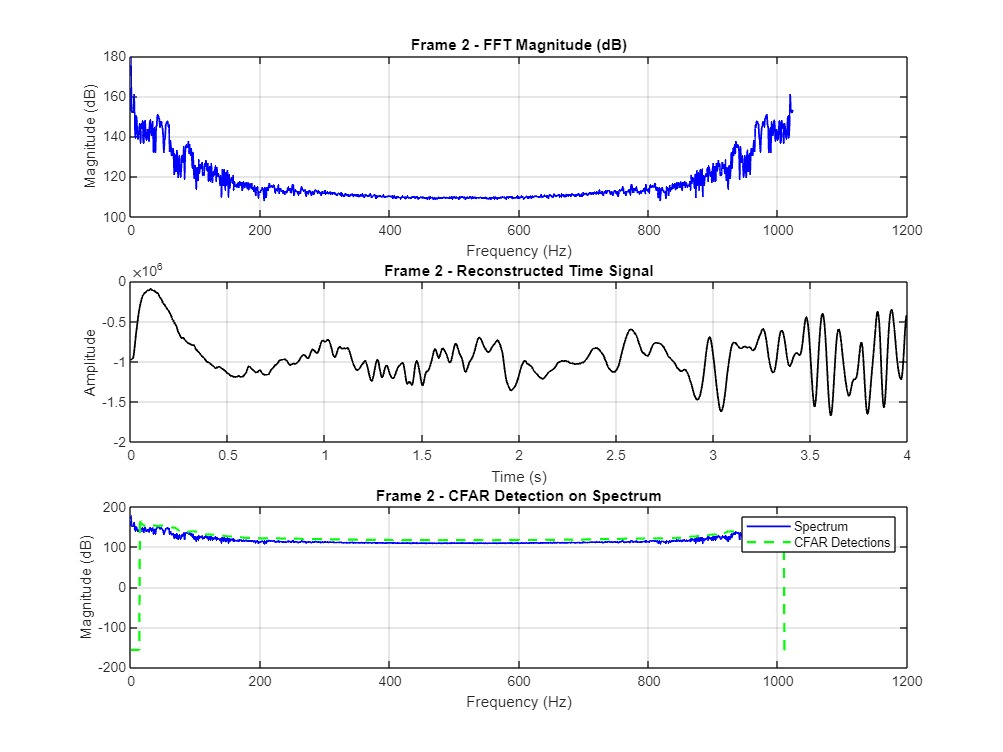 Frame 2 - FFT Magnitude (dB)
180
160
140
120
100
Magnitude (dB)
0 200 400 600 800 1000 1200
Frequency (Hz)
Frame 2 - Reconstructed Time Signal
×10⁶
0
-0.5
-1
-1.5
-2
Amplitude
0 0.5 1 1.5 2 2.5 3 3.5 4
Time (s)
Frame 2 - CFAR Detection on Spectrum
200
100
0
-100
-200
Magnitude (dB)
Spectrum
CFAR Detections
0 200 400 600 800 1000 1200
Frequency (Hz)